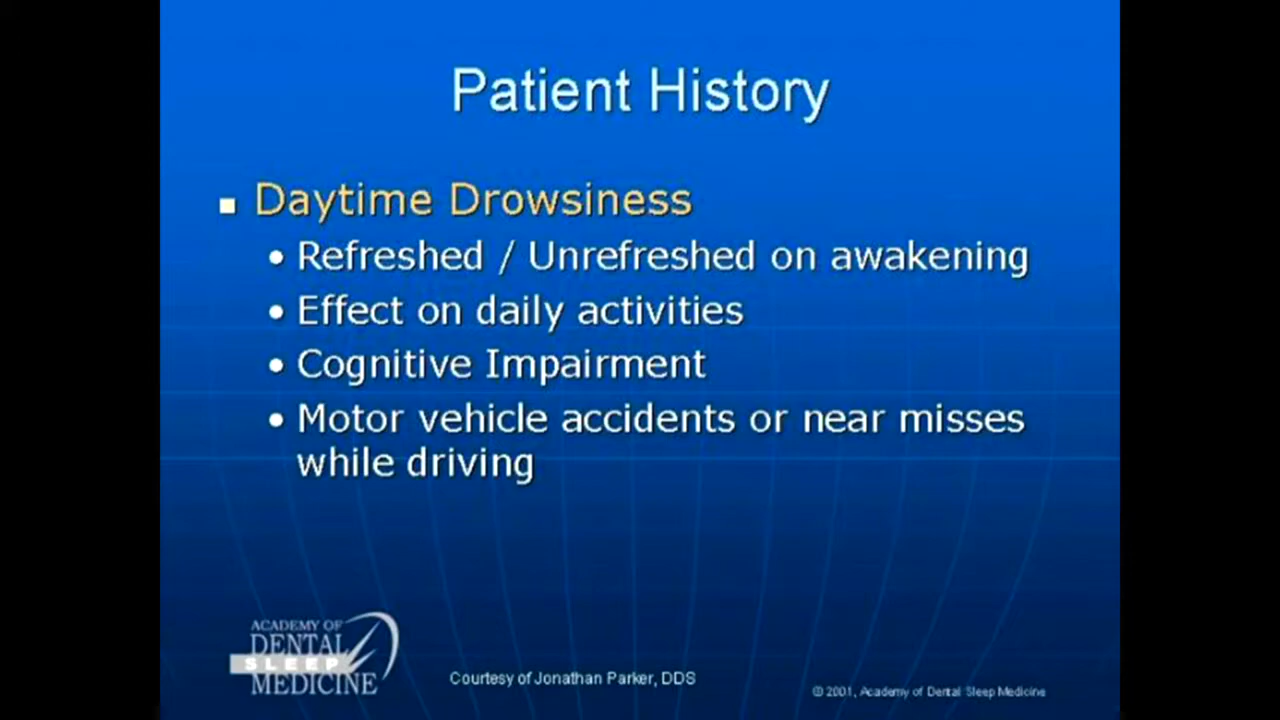 Patient History
Daytime Drowsiness
• Refreshed / Unrefreshed on awakening
• Effect on daily activities
• Cognitive Impairment
• Motor vehicle accidents or near misses
while driving
ACADEMY OF
DENTAL
SLEEP
MEDICINE
Courtesy of Jonathan Parker, DDS
© 2001, Academy of Dental Sleep Medicine